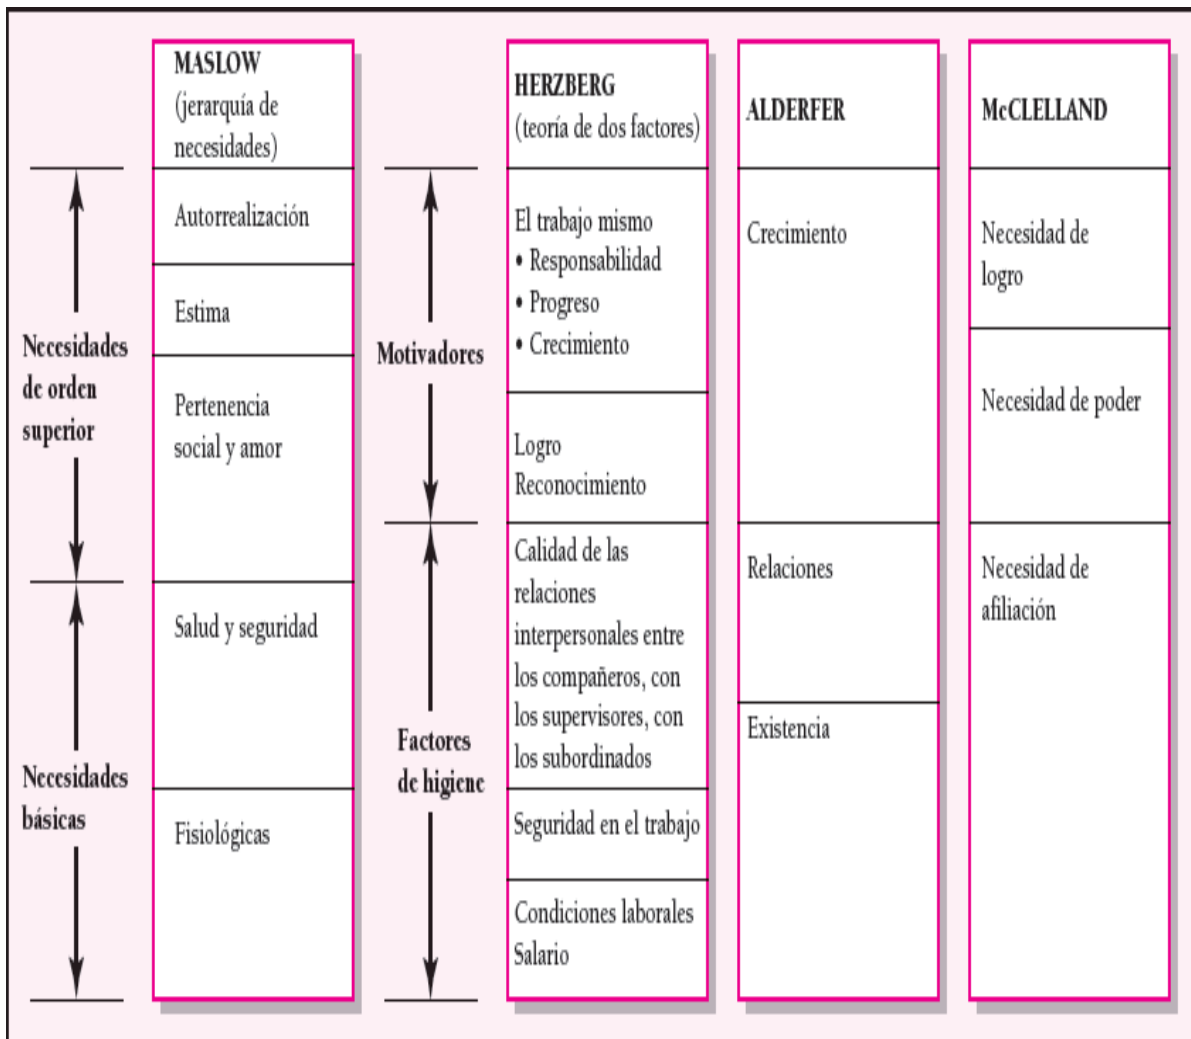 MASLOW
(jerarquía de
necesidades)
Necesidades
de orden
superior
Autorrealización
Estima
Pertenencia
social y amor
Necesidades
básicas
Salud y seguridad
Fisiológicas
HERZBERG
(teoría de dos factores)
Motivadores
El trabajo mismo
• Responsabilidad
• Progreso
• Crecimiento
Logro
Reconocimiento
Factores
de higiene
Calidad de las
relaciones
interpersonales entre
los compañeros, con
los supervisores, con
los subordinados
Seguridad en el trabajo
Condiciones laborales
Salario
ALDERFER
Crecimiento
Relaciones
Existencia
McCLELLAND
Necesidad de
logro
Necesidad de poder
Necesidad de
afiliación